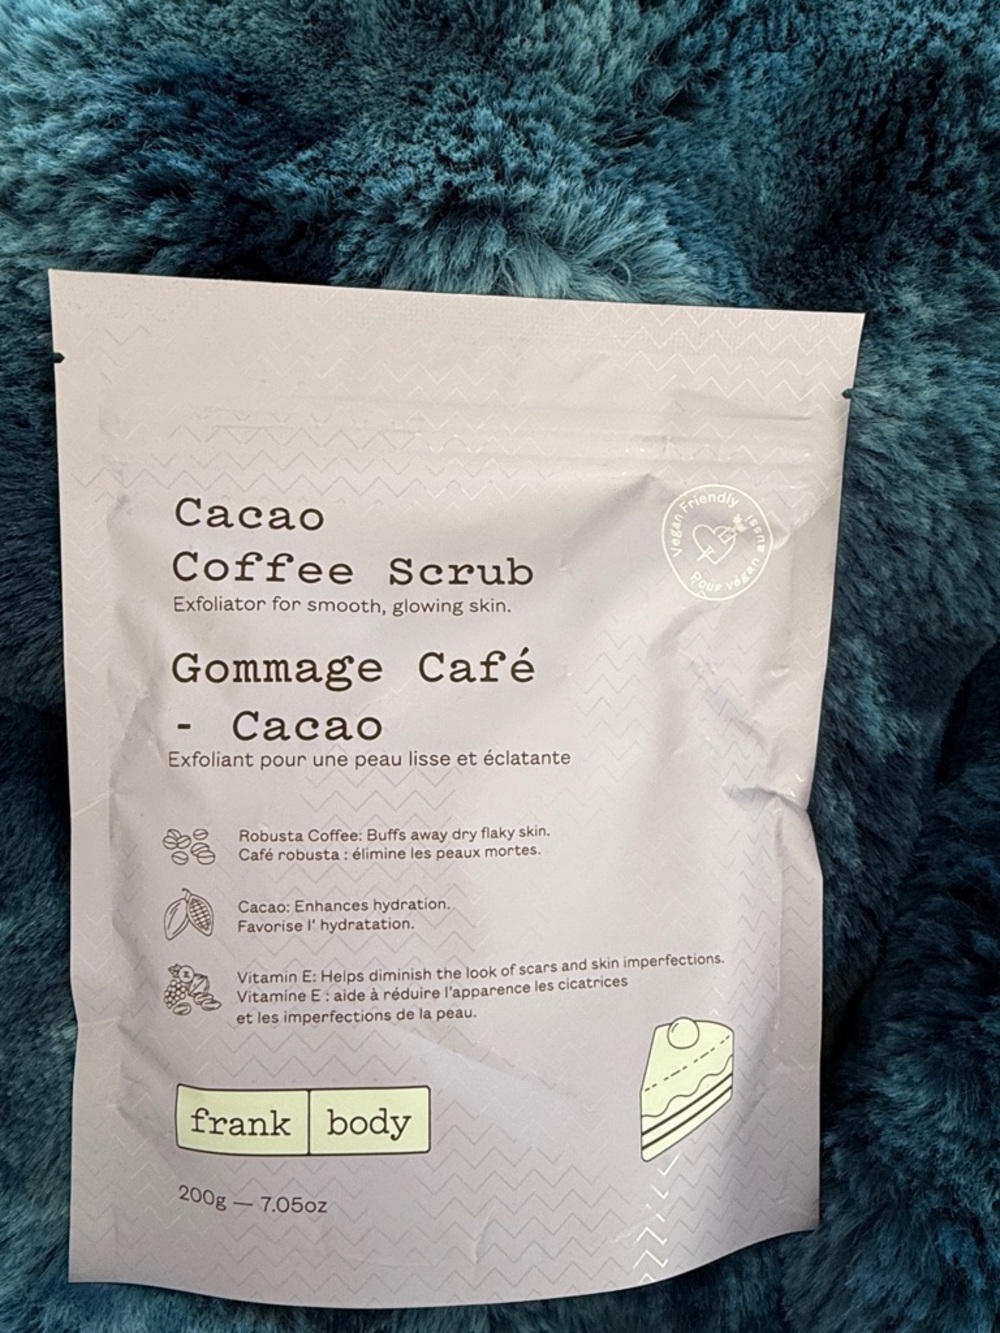 Cacao
Coffee Scrub
Exfoliator for smooth, glowing skin.
Vegan Friendly
Pour végan aussi
Gommage Café
- Cacao
Exfoliant pour une peau lisse et éclatante
Robusta Coffee: Buffs away dry flaky skin.
Café robusta : élimine les peaux mortes.
Cacao: Enhances hydration.
Favorise l' hydratation.
Vitamin E: Helps diminish the look of scars and skin imperfections.
Vitamine E : aide à réduire l'apparence les cicatrices
et les imperfections de la peau.
frank body
200g — 7.05oz